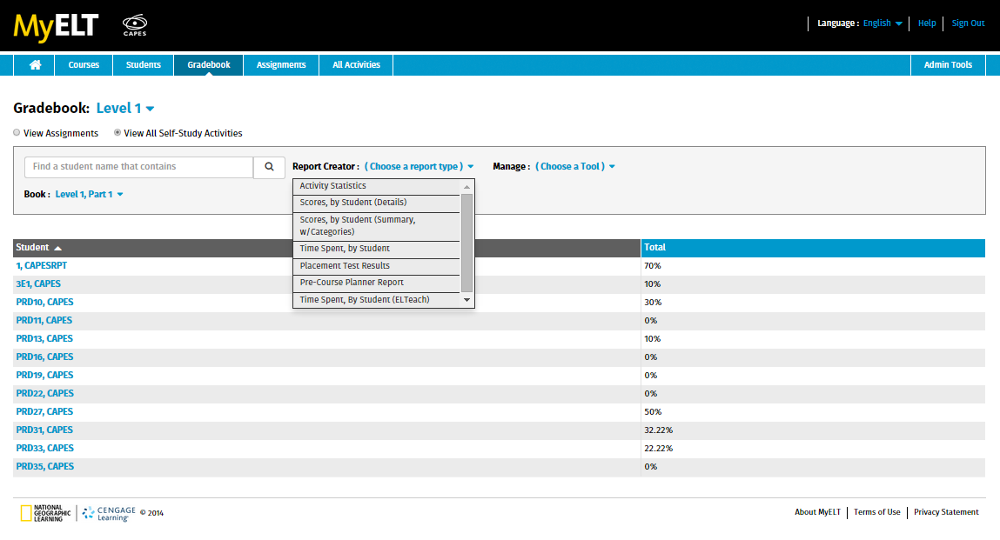 MyELT
CAPES
Language : English
Help
Sign Out
Courses
Students
Gradebook
Assignments
All Activities
Admin Tools
Gradebook: Level 1
View Assignments
View All Self-Study Activities
Find a student name that contains
Report Creator : ( Choose a report type )
Manage : ( Choose a Tool )
Book : Level 1, Part 1
Activity Statistics
Scores, by Student (Details)
Scores, by Student (Summary,
w/Categories)
Time Spent, by Student
Placement Test Results
Pre-Course Planner Report
Time Spent, By Student (ELTeach)
Student Total
1, CAPESRPT 70%
3E1, CAPES 10%
PRD10, CAPES 30%
PRD11, CAPES 0%
PRD13, CAPES 10%
PRD16, CAPES 0%
PRD19, CAPES 0%
PRD22, CAPES 0%
PRD27, CAPES 50%
PRD31, CAPES 32.22%
PRD33, CAPES 22.22%
PRD35, CAPES 0%
NATIONAL
GEOGRAPHIC
LEARNING
CENGAGE
Learning
© 2014
About MyELT
Terms of Use
Privacy Statement